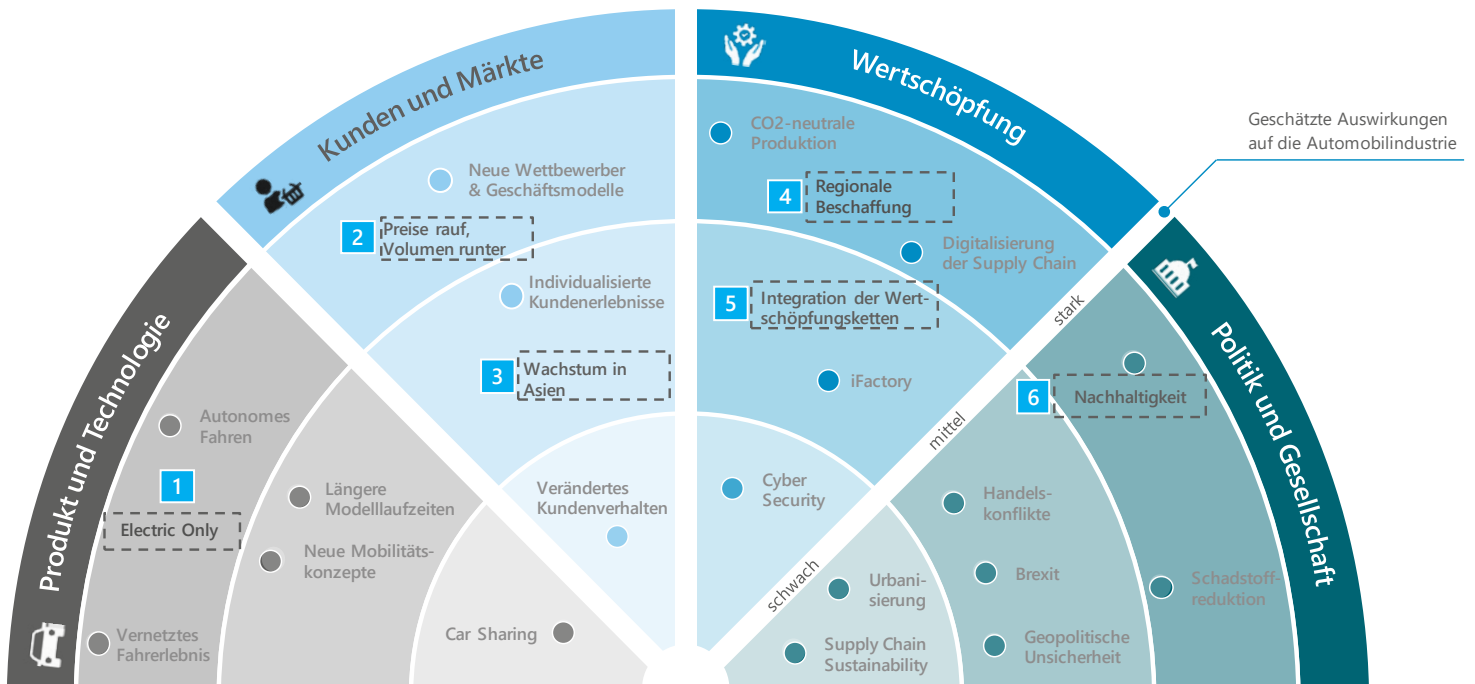 Produkt und Technologie
Autonomes
Fahren
1
Electric Only
Vernetztes
Fahrerlebnis
Längere
Modelllaufzeiten
Neue Mobilitäts-
konzepte
Car Sharing
Kunden und Märkte
Neue Wettbewerber
& Geschäftsmodelle
2
Preise rauf,
Volumen runter
Individualisierte
Kundenerlebnisse
3
Wachstum in
Asien
Verändertes
Kundenverhalten
Wertschöpfung
CO2-neutrale
Produktion
4
Regionale
Beschaffung
Digitalisierung
der Supply Chain
5
Integration der Wert-
schöpfungsketten
iFactory
Cyber
Security
Geschätzte Auswirkungen
auf die Automobilindustrie
stark
mittel
schwach
Politik und Gesellschaft
6
Nachhaltigkeit
Handels-
konflikte
Brexit
Schadstoff-
reduktion
Urbani-
sierung
Geopolitische
Unsicherheit
Supply Chain
Sustainability